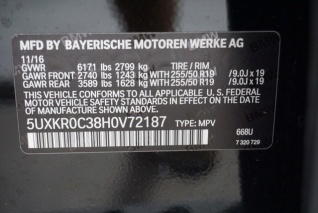 MFD BY BAYERISCHE MOTOREN WERKE AG
11/16
GVWR 6171 lbs 2799 kg TIRE / RIM
GAWR FRONT 2740 lbs 1243 kg WITH 255/50 R19 /9.0J x 19
GAWR REAR 3589 lbs 1628 kg WITH 255/50 R19 /9.0J x 19
THIS VEHICLE CONFORMS TO ALL APPLICABLE U.S. FEDERAL
MOTOR VEHICLE SAFETY STANDARDS IN EFFECT ON THE DATE OF
MANUFACTURE SHOWN ABOVE.
5UXKR0C38H0V72187 TYPE: MPV
668U
7 320 729